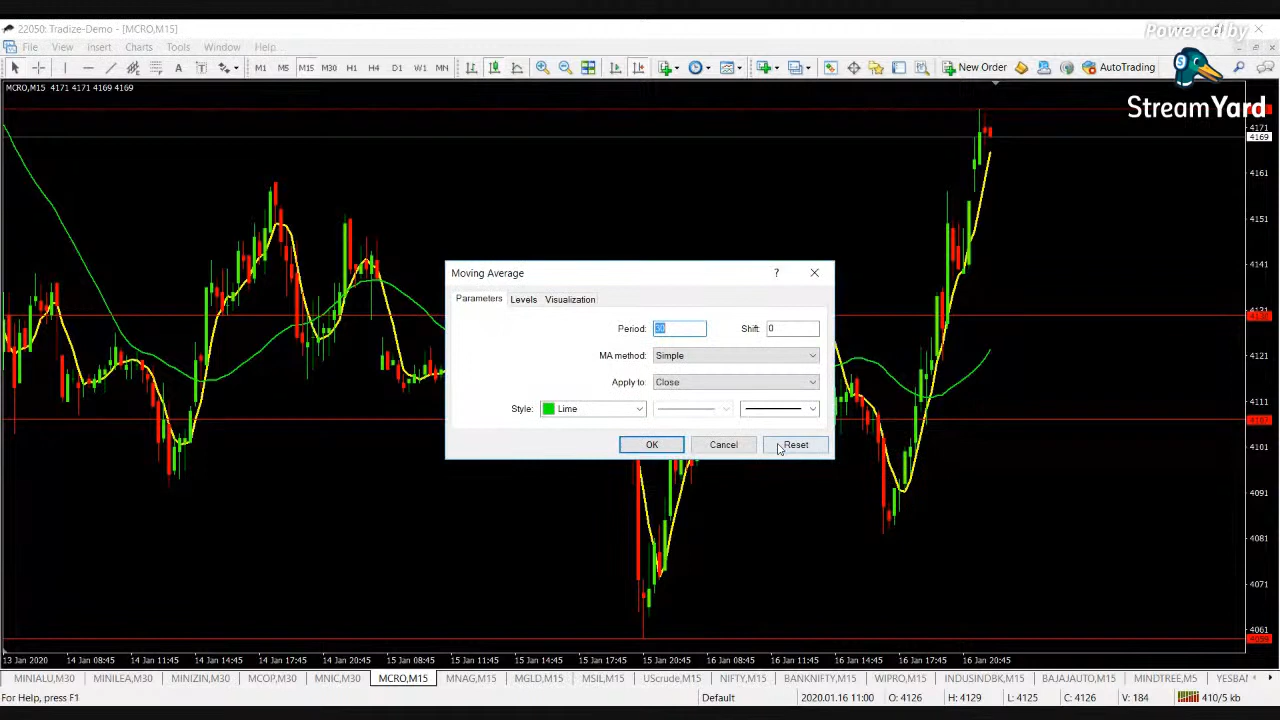 22050: Tradize-Demo - [MCRO,M15]
Powered by
File View Insert Charts Tools Window Help
M1 M5 M15 M30 H1 H4 D1 W1 MN New Order AutoTrading
StreamYard
MCRO,M15 4171 4171 4169 4169
4171
4169
4161
4151
4141
4131
4130
4121
4107
4101
4091
4081
4071
4061
4059
Moving Average
Parameters Levels Visualization
Period: 30 Shift: 0
MA method: Simple
Apply to: Close
Style: Lime
OK Cancel Reset
13 Jan 2020 14 Jan 08:45 14 Jan 11:45 14 Jan 14:45 14 Jan 17:45 14 Jan 20:45 15 Jan 08:45 15 Jan 11:45 15 Jan 14:45 15 Jan 17:45 15 Jan 20:45 16 Jan 08:45 16 Jan 11:45 16 Jan 14:45 16 Jan 17:45 16 Jan 20:45
MINIALU,M30 MINILEA,M30 MINIZIN,M30 MCOP,M30 MNIC,M30 MCRO,M15 MNAG,M15 MGLD,M15 MSIL,M15 UScrude,M15 NIFTY,M15 BANKNIFTY,M15 WIPRO,M15 INDUSINDBK,M15 BAJAJAUTO,M15 MINDTREE,M15 YESBAN
For Help, press F1 Default 2020.01.16 11:00 O: 4126 H: 4129 L: 4125 C: 4126 V: 184 410/5 kb